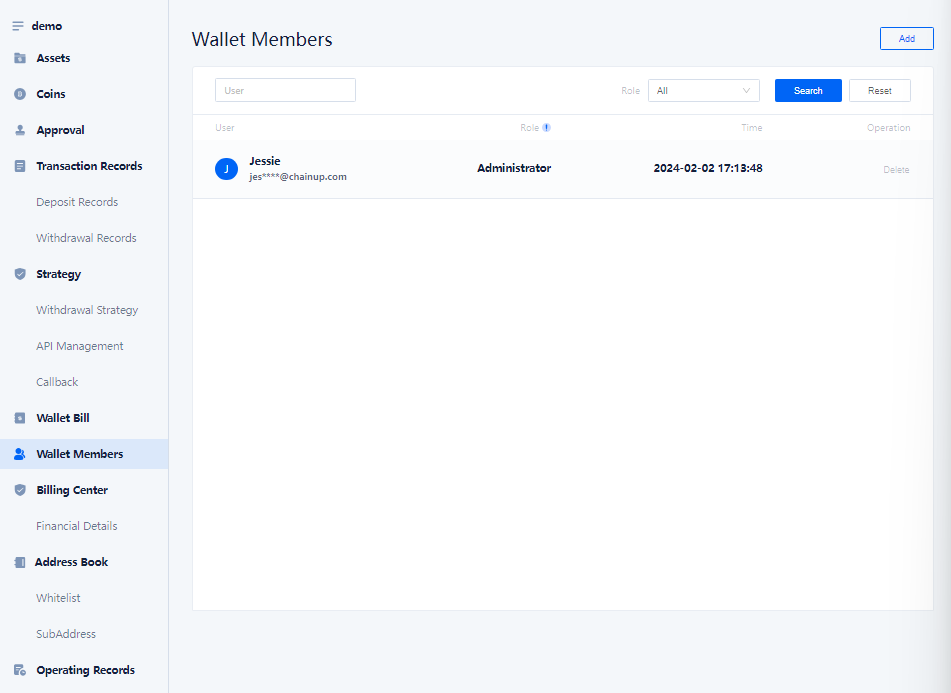 demo
Assets
Coins
Approval
Transaction Records
Deposit Records
Withdrawal Records
Strategy
Withdrawal Strategy
API Management
Callback
Wallet Bill
Wallet Members
Billing Center
Financial Details
Address Book
Whitelist
SubAddress
Operating Records
Wallet Members
Add
User
Role All Search Reset
User Role Time Operation
J Jessie
jes****@chainup.com
Administrator 2024-02-02 17:13:48 Delete